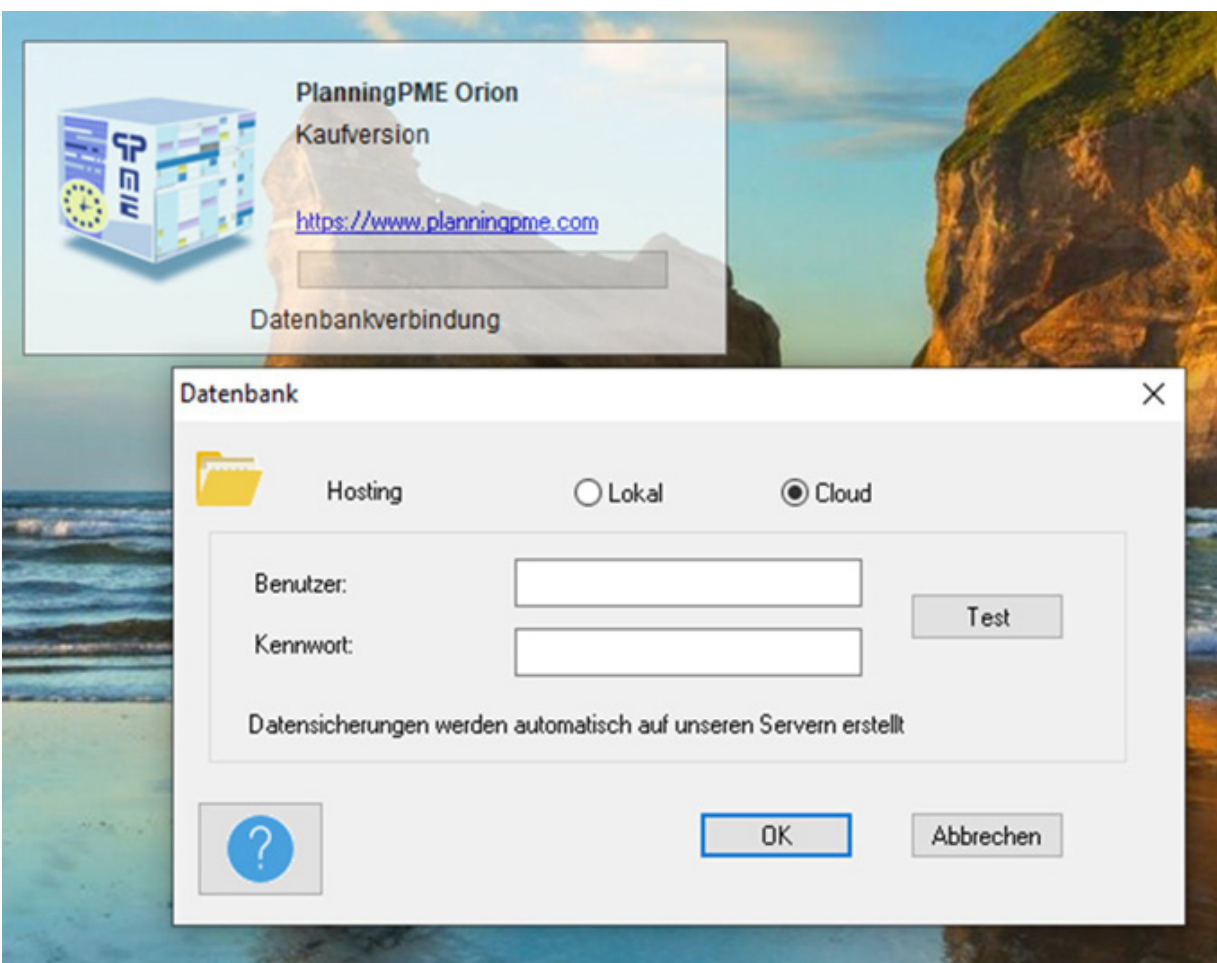 PlanningPME Orion
Kaufversion
https://www.planningpme.com
Datenbankverbindung
PME
Datenbank
Hosting
Lokal
Cloud
Benutzer:
Test
Kennwort:
Datensicherungen werden automatisch auf unseren Servern erstellt
?
OK
Abbrechen